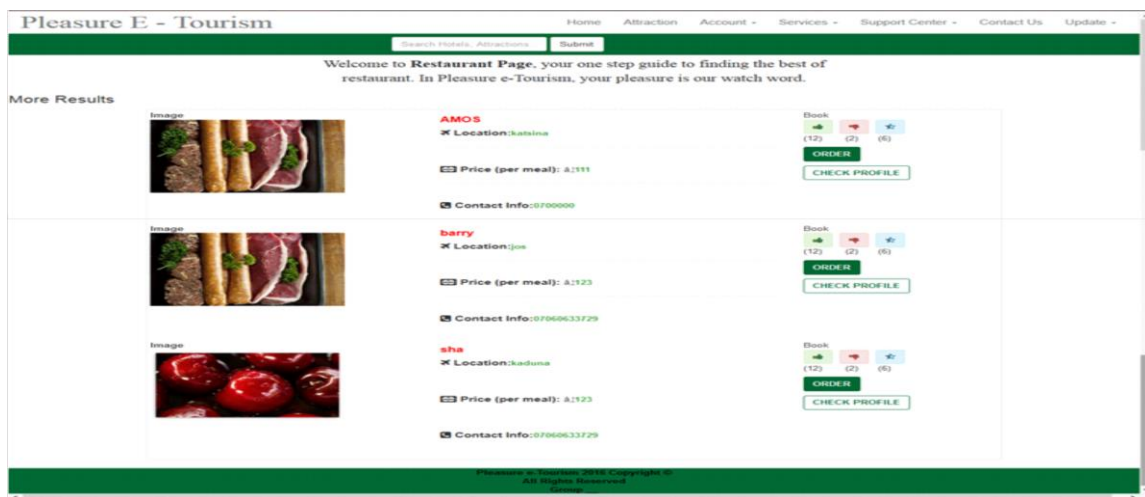 Pleasure E - Tourism
Home Attraction Account Services Support Center Contact Us Update
Search Hotels, Attractions Submit
Welcome to Restaurant Page, your one step guide to finding the best of
restaurant. In Pleasure e-Tourism, your pleasure is our watch word.
More Results
Image
AMOS
Location:katsina
Price (per meal): 111
Contact Info:0700000
Book
(12) (2) (6)
ORDER
CHECK PROFILE
Image
barry
Location:jos
Price (per meal): 123
Contact Info:07060633729
Book
(12) (2) (6)
ORDER
CHECK PROFILE
Image
sha
Location:kaduna
Price (per meal): 123
Contact Info:07060633729
Book
(12) (2) (6)
ORDER
CHECK PROFILE
Pleasure e-Tourism 2016 Copyright ©
All Rights Reserved
Group